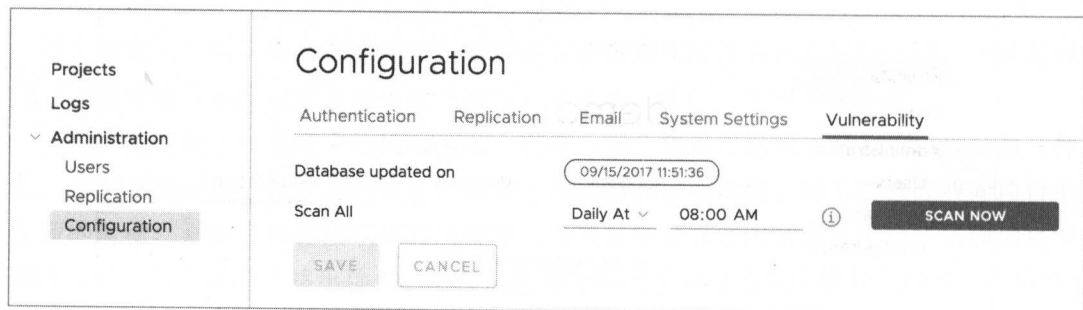 Projects
Logs
Administration
Users
Replication
Configuration
Configuration
Authentication Replication Email System Settings Vulnerability
Database updated on 09/15/2017 11:51:36
Scan All Daily At 08:00 AM SCAN NOW
SAVE CANCEL